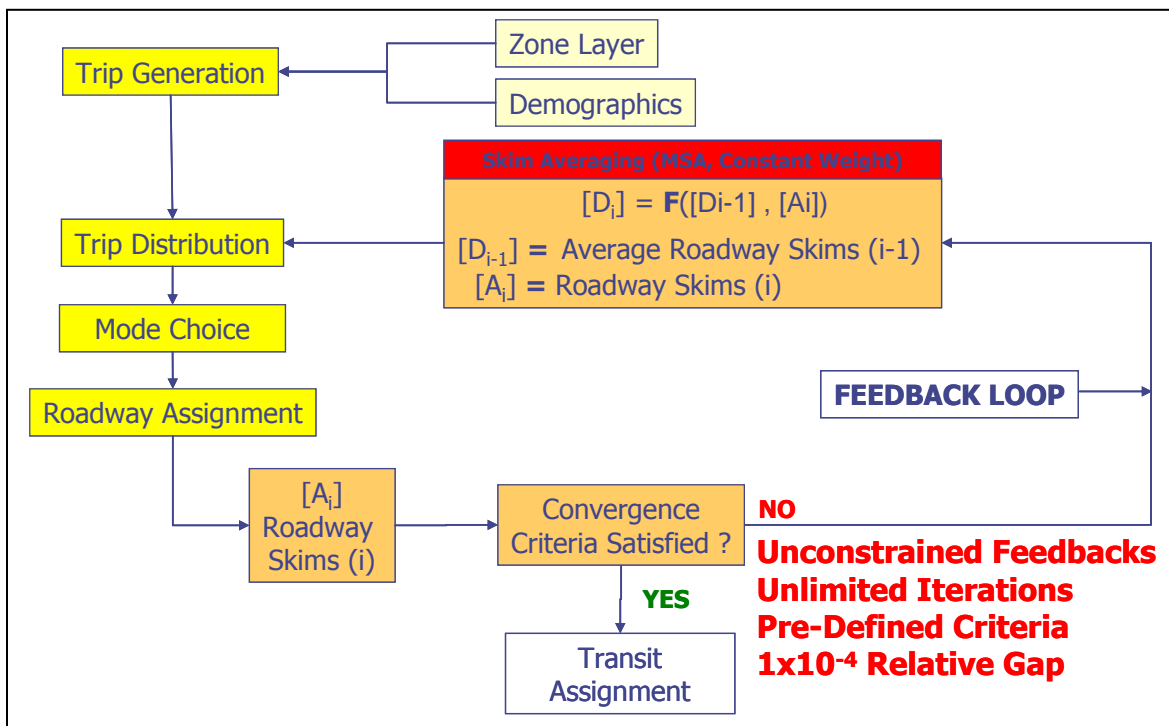 Zone Layer
Trip Generation
Demographics
Skim Averaging (MSA, Constant Weight)
[Dᵢ] = F([Di-1] , [Ai])
[Dᵢ₋₁] = Average Roadway Skims (i-1)
[Aᵢ] = Roadway Skims (i)
Trip Distribution
Mode Choice
Roadway Assignment
FEEDBACK LOOP
[Aᵢ]
Roadway
Skims (i)
Convergence
Criteria Satisfied ?
NO
Unconstrained Feedbacks
Unlimited Iterations
Pre-Defined Criteria
1x10⁻⁴ Relative Gap
YES
Transit
Assignment